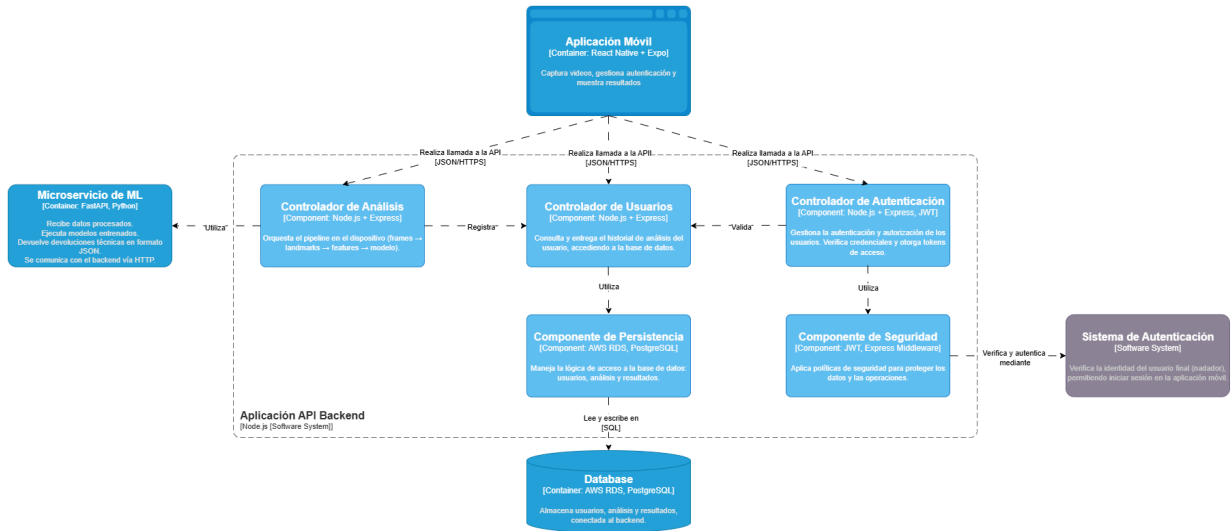 Aplicación Móvil
[Container: React Native + Expo]
Captura videos, gestiona autenticación y
muestra resultados
Realiza llamada a la API
[JSON/HTTPS]
Realiza llamada a la APII
[JSON/HTTPS]
Realiza llamada a la API
[JSON/HTTPS]
Microservicio de ML
[Container: FastAPI, Python]
Recibe datos procesados.
Ejecuta modelos entrenados.
Devuelve devoluciones técnicas en formato
JSON.
Se comunica con el backend vía HTTP.
"Utiliza"
Controlador de Análisis
[Component: Node.js + Express]
Orquesta el pipeline en el dispositivo (frames →
landmarks → features → modelo).
Registra
Controlador de Usuarios
[Component: Node.js + Express]
Consulta y entrega el historial de análisis del
usuario, accediendo a la base de datos.
Valida
Controlador de Autenticación
[Component: Node.js + Express, JWT]
Gestiona la autenticación y autorización de los
usuarios. Verifica credenciales y otorga tokens
de acceso.
Utiliza
Utiliza
Componente de Persistencia
[Component: AWS RDS, PostgreSQL]
Maneja la lógica de acceso a la base de datos:
usuarios, análisis y resultados.
Componente de Seguridad
[Component: JWT, Express Middleware]
Aplica políticas de seguridad para proteger los
datos y las operaciones.
Verifica y autentica
mediante
Sistema de Autenticación
[Software System]
Verifica la identidad del usuario final (nadador),
permitiendo iniciar sesión en la aplicación móvil.
Aplicación API Backend
[Node.js [Software System]]
Lee y escribe en
[SQL]
Database
[Container: AWS RDS, PostgreSQL]
Almacena usuarios, análisis y resultados,
conectada al backend.